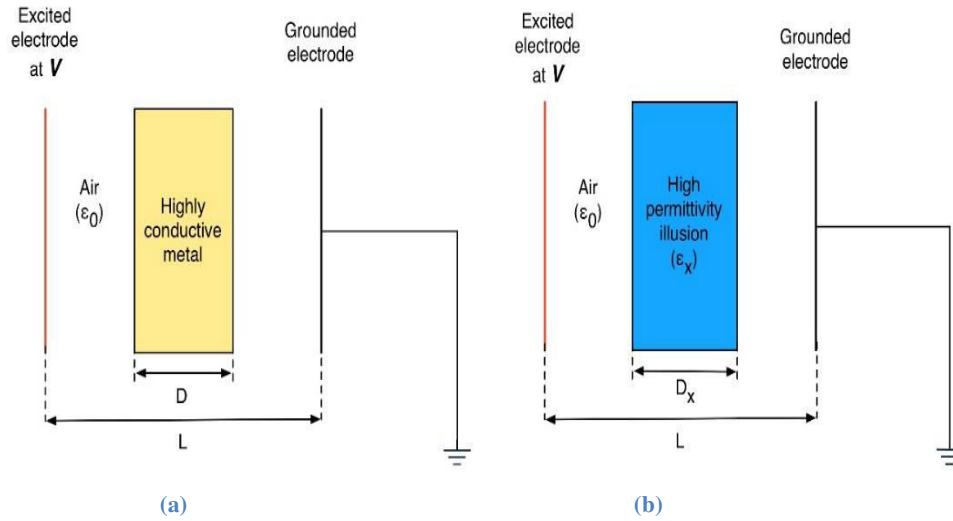 Excited
electrode
at V
Grounded
electrode
Air
(ε0)
Highly
conductive
metal
D
L
(a)
Excited
electrode
at V
Grounded
electrode
Air
(ε0)
High
permittivity
illusion
(εx)
Dx
L
(b)